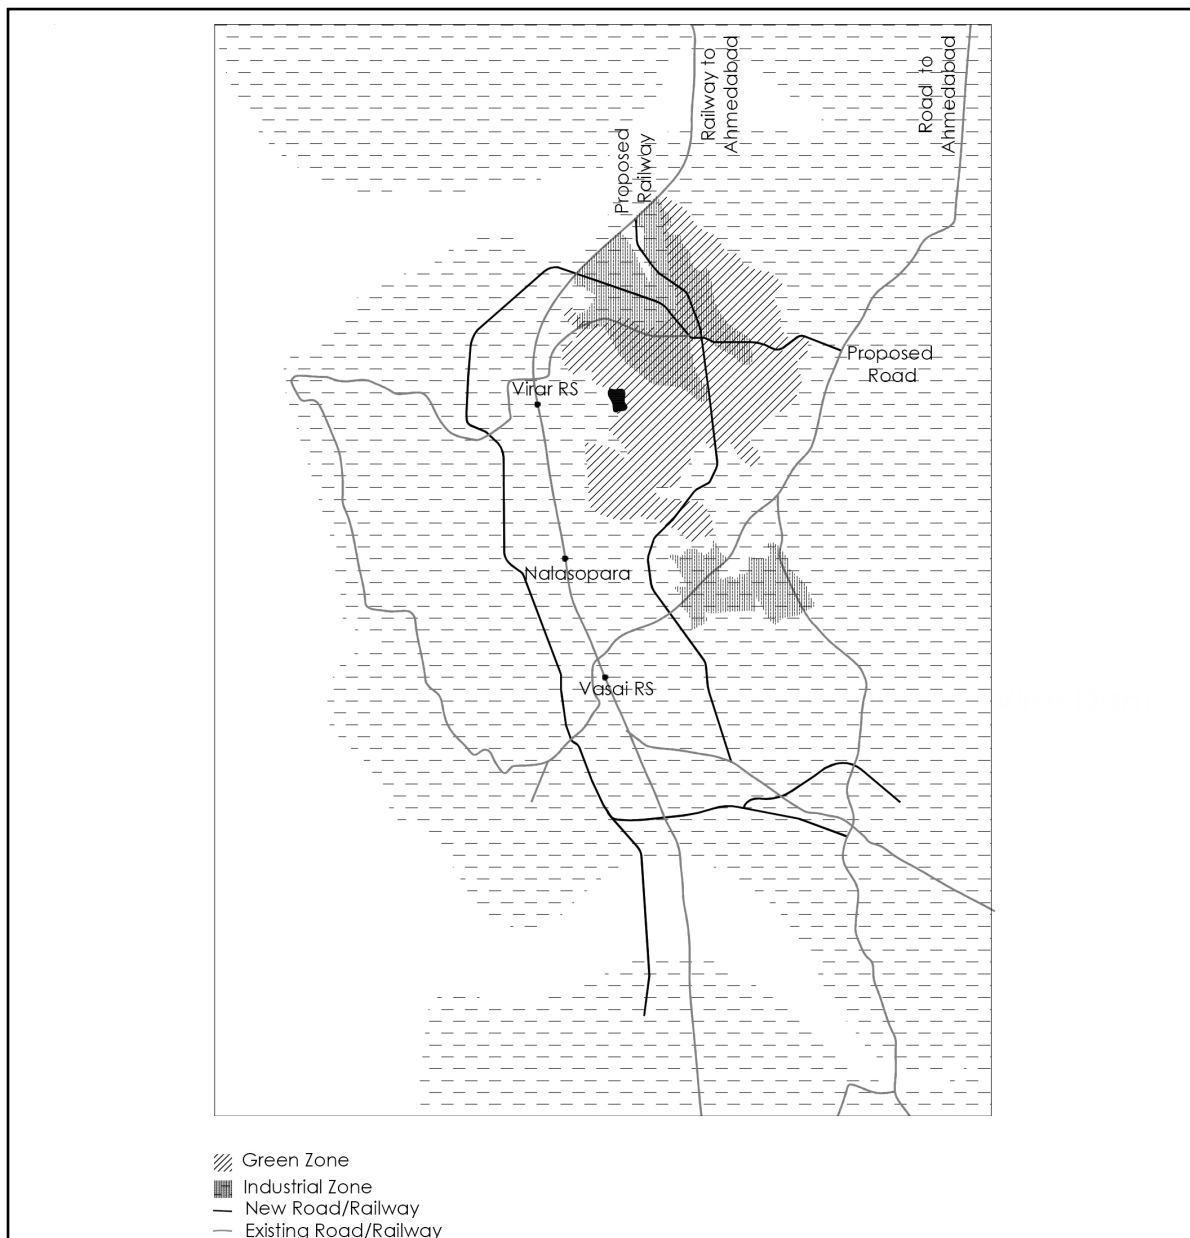 Railway to
Ahmedabad
Road to
Ahmedabad
Proposed
Railway
Proposed
Road
Virar RS
Nalasopara
Vasai RS
Green Zone
Industrial Zone
New Road/Railway
Existing Road/Railway